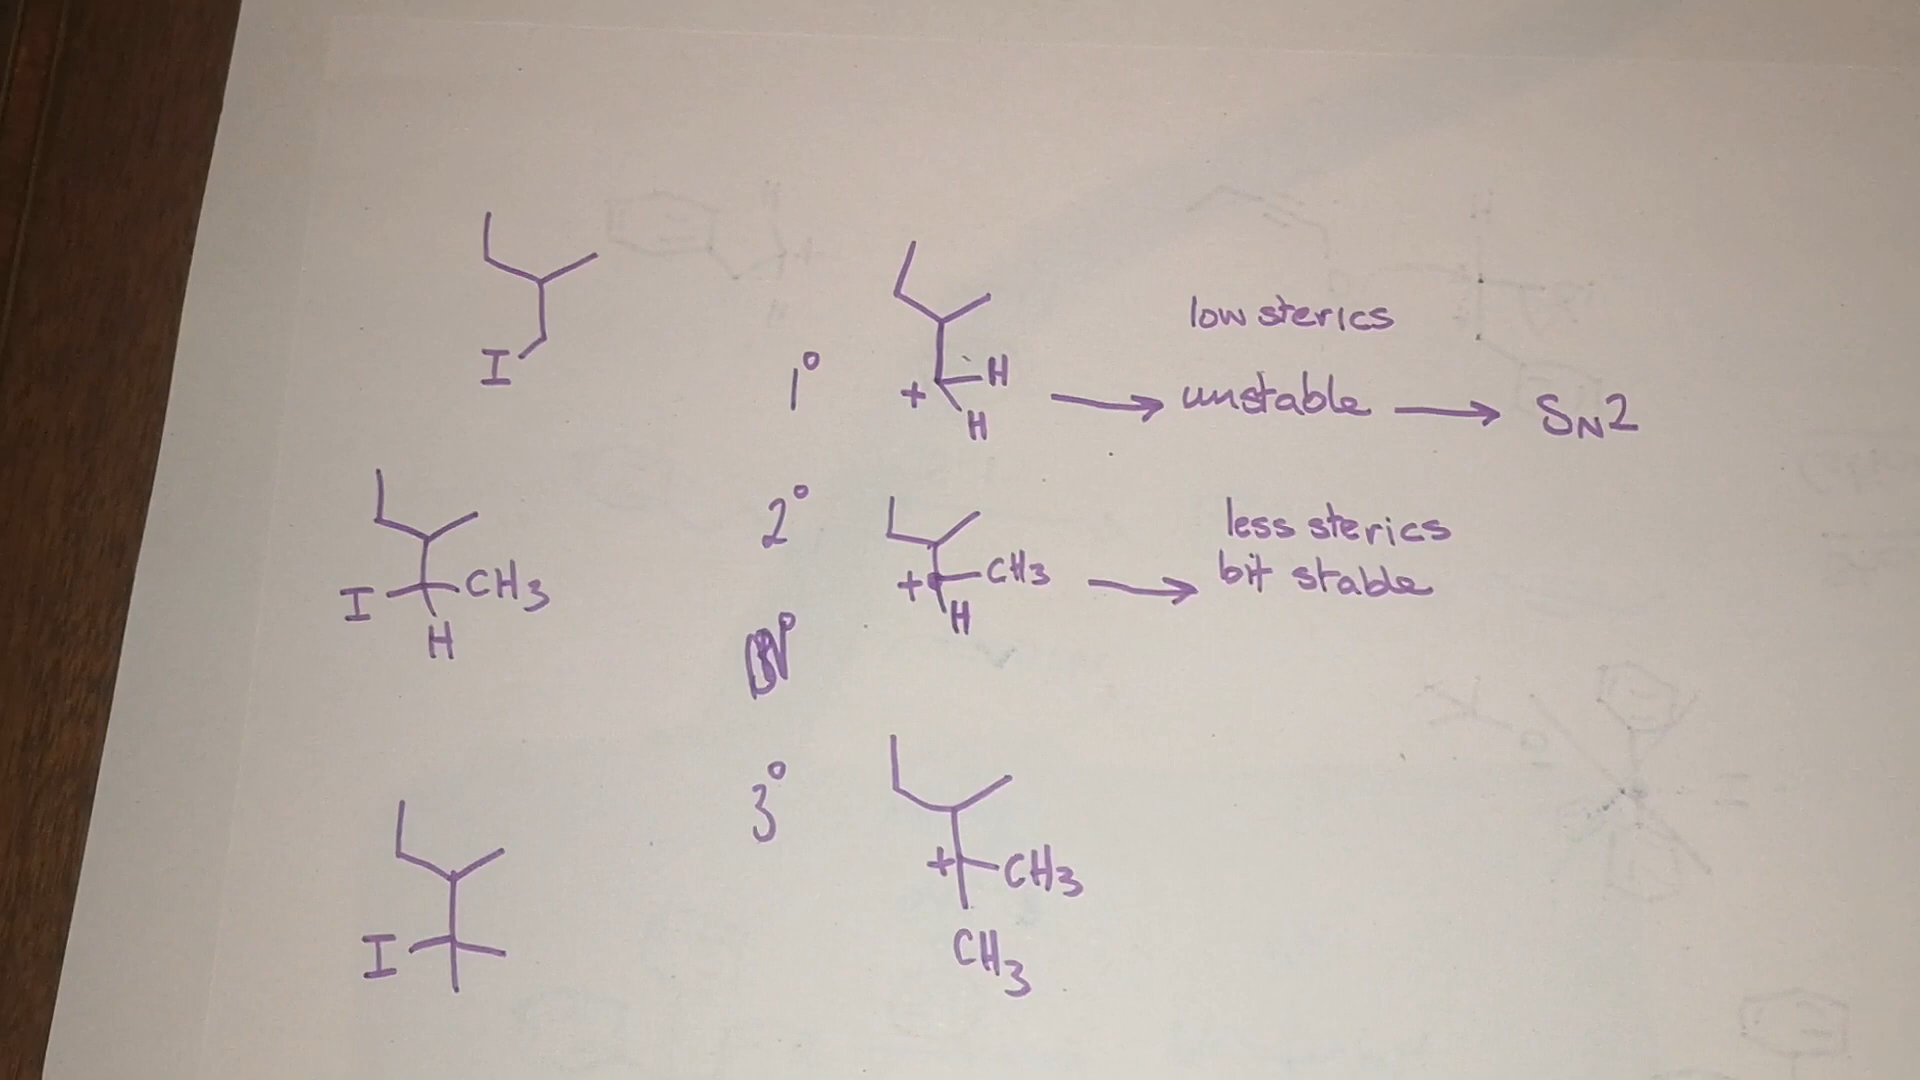 I
1°
+
H
H
low sterics
unstable
SN2
I
CH3
H
2°
+
CH3
H
less sterics
bit stable
I
3°
+
CH3
CH3